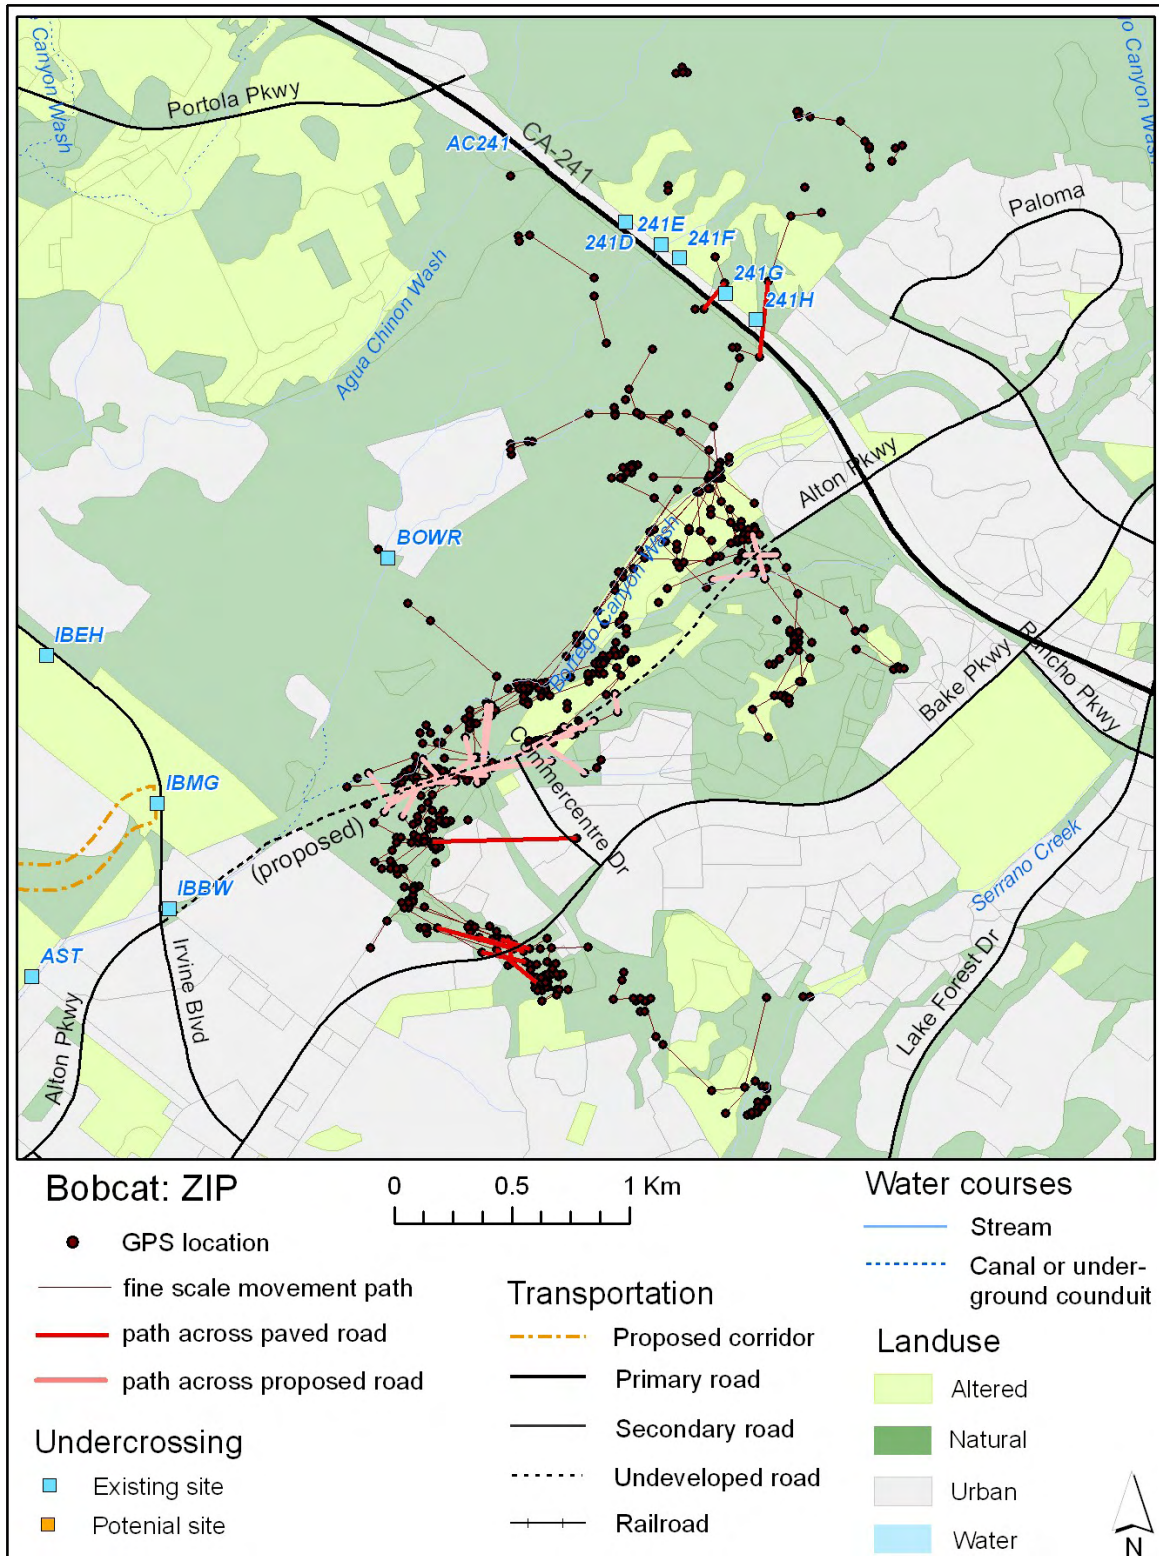 Canyon Wash
Portola Pkwy
go Canyon Wash
AC241
CA-241
Paloma
241E
241D
241F
241G
241H
Agua Chinon Wash
Alton Pkwy
BOWR
Borrego Canyon Wash
IBEH
Rancho Pkwy
Bake Pkwy
Commercentre Dr
IBMG
(proposed)
Serrano Creek
IBBW
Irvine Blvd
AST
Lake Forest Dr
Alton Pkwy
Bobcat: ZIP
GPS location
fine scale movement path
path across paved road
path across proposed road
Undercrossing
Existing site
Potenial site
0 0.5 1 Km
Transportation
Proposed corridor
Primary road
Secondary road
Undeveloped road
Railroad
Water courses
Stream
Canal or under-
ground counduit
Landuse
Altered
Natural
Urban
Water
N